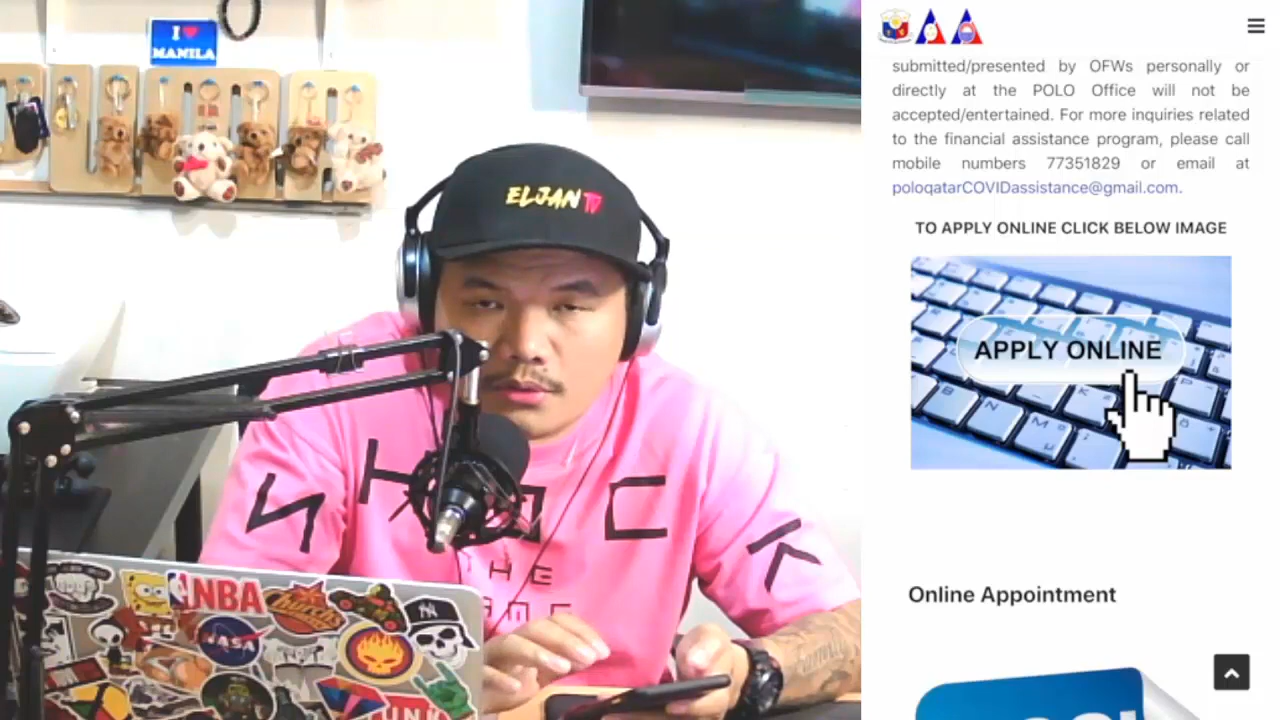 I ❤
MANILA
ELJAN TV
SHOCK
THE
NBA
NASA
submitted/presented by OFWs personally or
directly at the POLO Office will not be
accepted/entertained. For more inquiries related
to the financial assistance program, please call
mobile numbers 77351829 or email at
poloqatarCOVIDassistance@gmail.com.
TO APPLY ONLINE CLICK BELOW IMAGE
APPLY ONLINE
Online Appointment